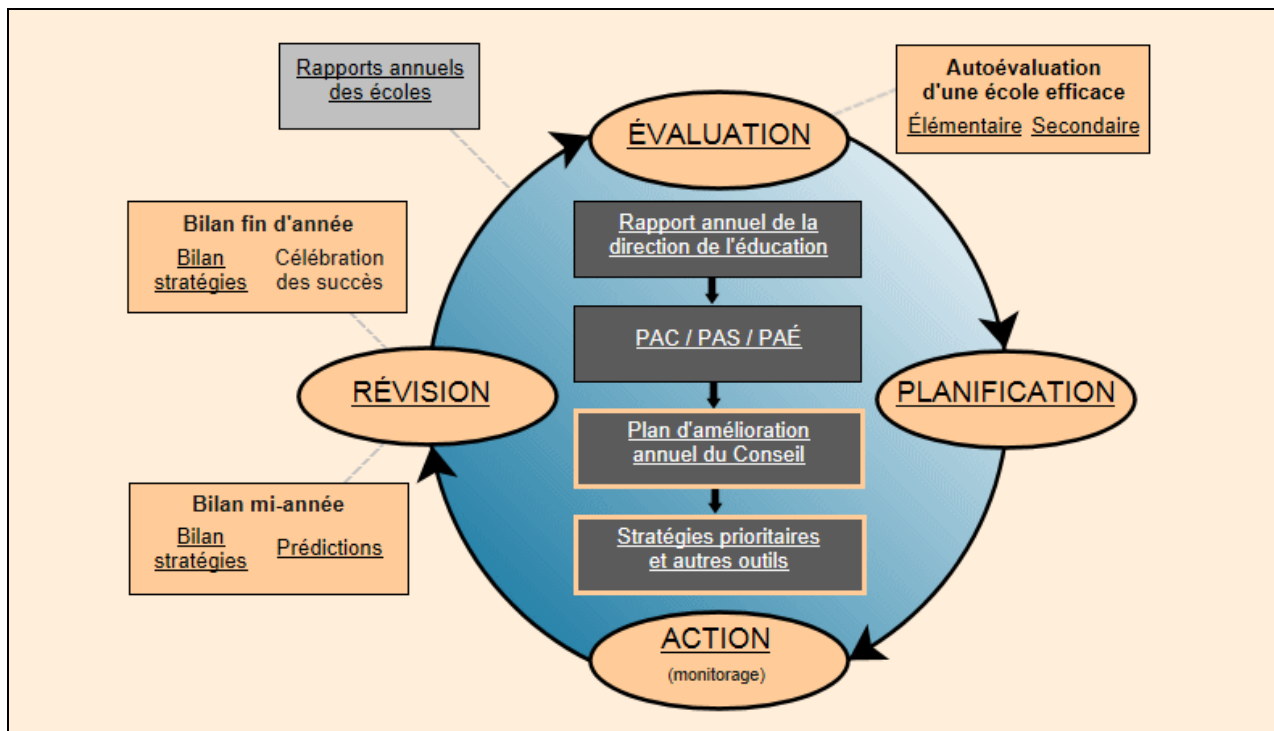 Rapports annuels
des écoles
Autoévaluation
d'une école efficace
Élémentaire Secondaire
ÉVALUATION
Rapport annuel de la
direction de l'éducation
Bilan fin d'année
Bilan
stratégies
Célébration
des succès
PAC / PAS / PAÉ
RÉVISION
PLANIFICATION
Plan d'amélioration
annuel du Conseil
Bilan mi-année
Bilan
stratégies
Prédictions
Stratégies prioritaires
et autres outils
ACTION
(monitorage)